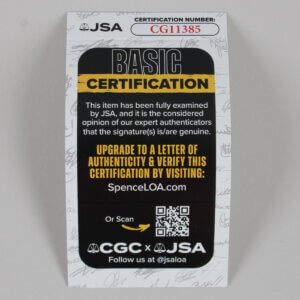 JSA
CERTIFICATION NUMBER:
CG11385
BASIC
CERTIFICATION
This item has been fully examined
by JSA, and it is the considered
opinion of our expert authenticators
that the signature(s) is/are genuine.
UPGRADE TO A LETTER OF
AUTHENTICITY & VERIFY THIS
CERTIFICATION BY VISITING:
SpenceLOA.com
Or Scan
CGC x JSA
Follow us at @jsaloa